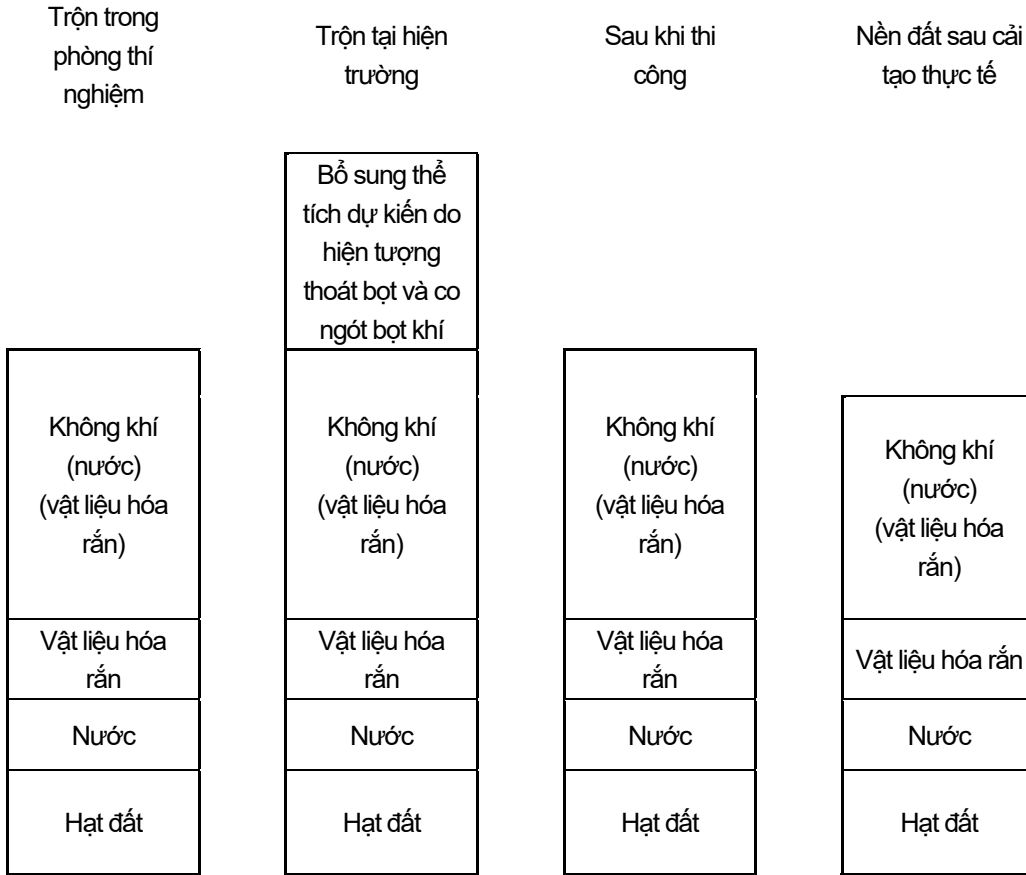 Trộn trong
phòng thí
nghiệm
Trộn tại hiện
trường
Sau khi thi
công
Nền đất sau cải
tạo thực tế
Bổ sung thể
tích dự kiến do
hiện tượng
thoát bọt và co
ngót bọt khí
Không khí
(nước)
(vật liệu hóa
rắn)
Vật liệu hóa
rắn
Nước
Hạt đất
Không khí
(nước)
(vật liệu hóa
rắn)
Vật liệu hóa
rắn
Nước
Hạt đất
Không khí
(nước)
(vật liệu hóa
rắn)
Vật liệu hóa
rắn
Nước
Hạt đất
Không khí
(nước)
(vật liệu hóa
rắn)
Vật liệu hóa rắn
Nước
Hạt đất